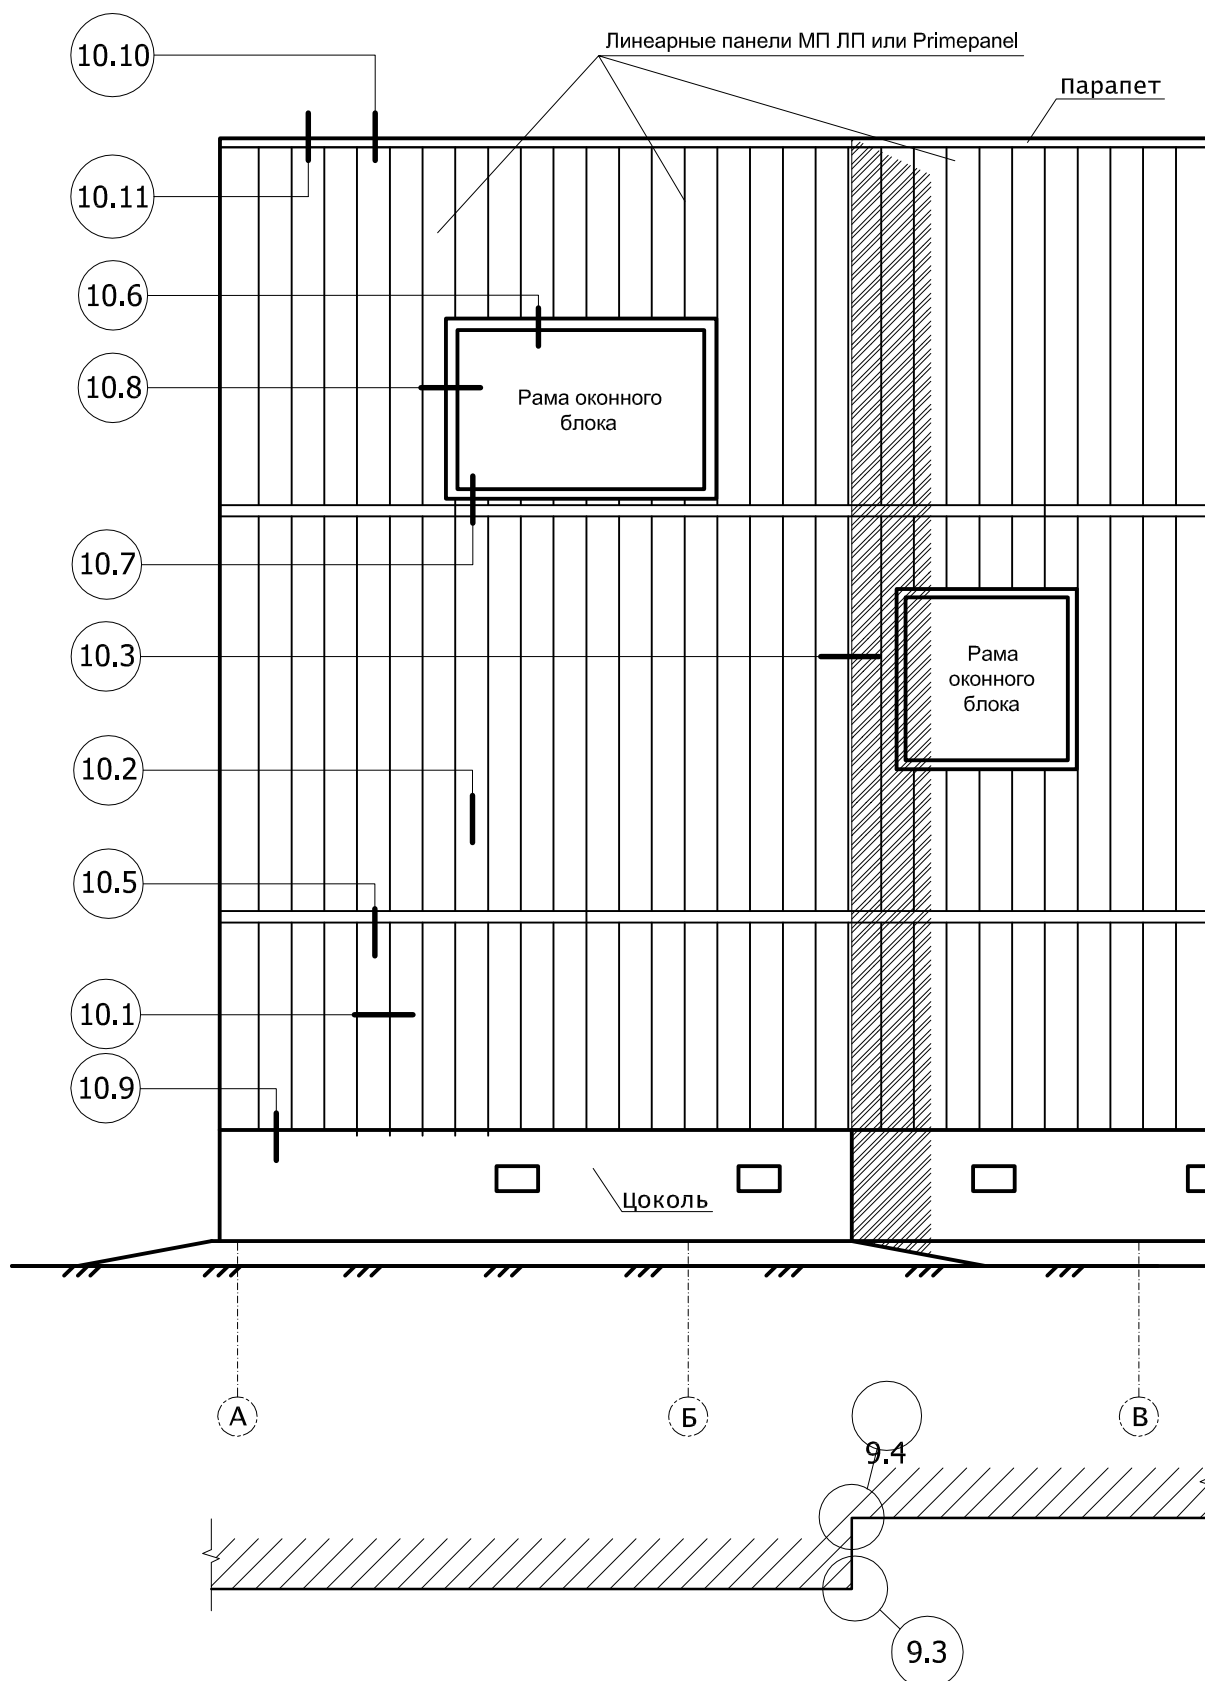 10.10
Линеарные панели МП ЛП или Primepanel
Парапет
10.11
10.6
10.8
Рама оконного
блока
10.7
10.3
Рама
оконного
блока
10.2
10.5
10.1
10.9
Цоколь
А
Б
В
9.4
9.3